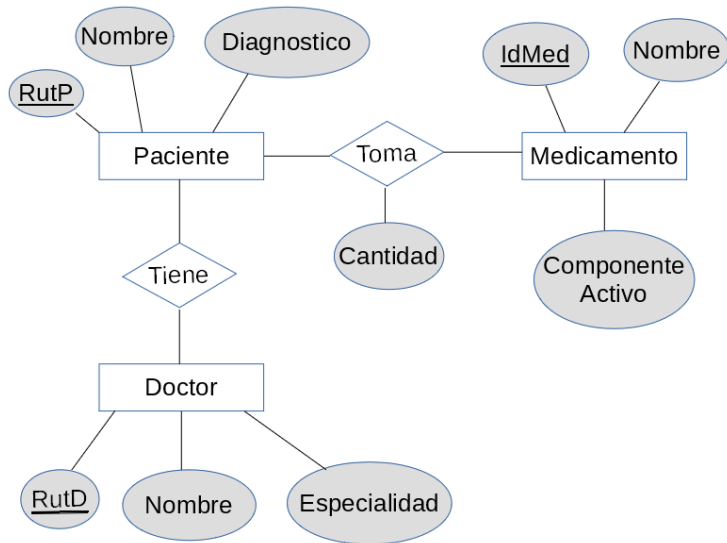 Nombre
Diagnostico
IdMed
Nombre
RutP
Paciente
Toma
Medicamento
Cantidad
Componente
Activo
Tiene
Doctor
RutD
Nombre
Especialidad